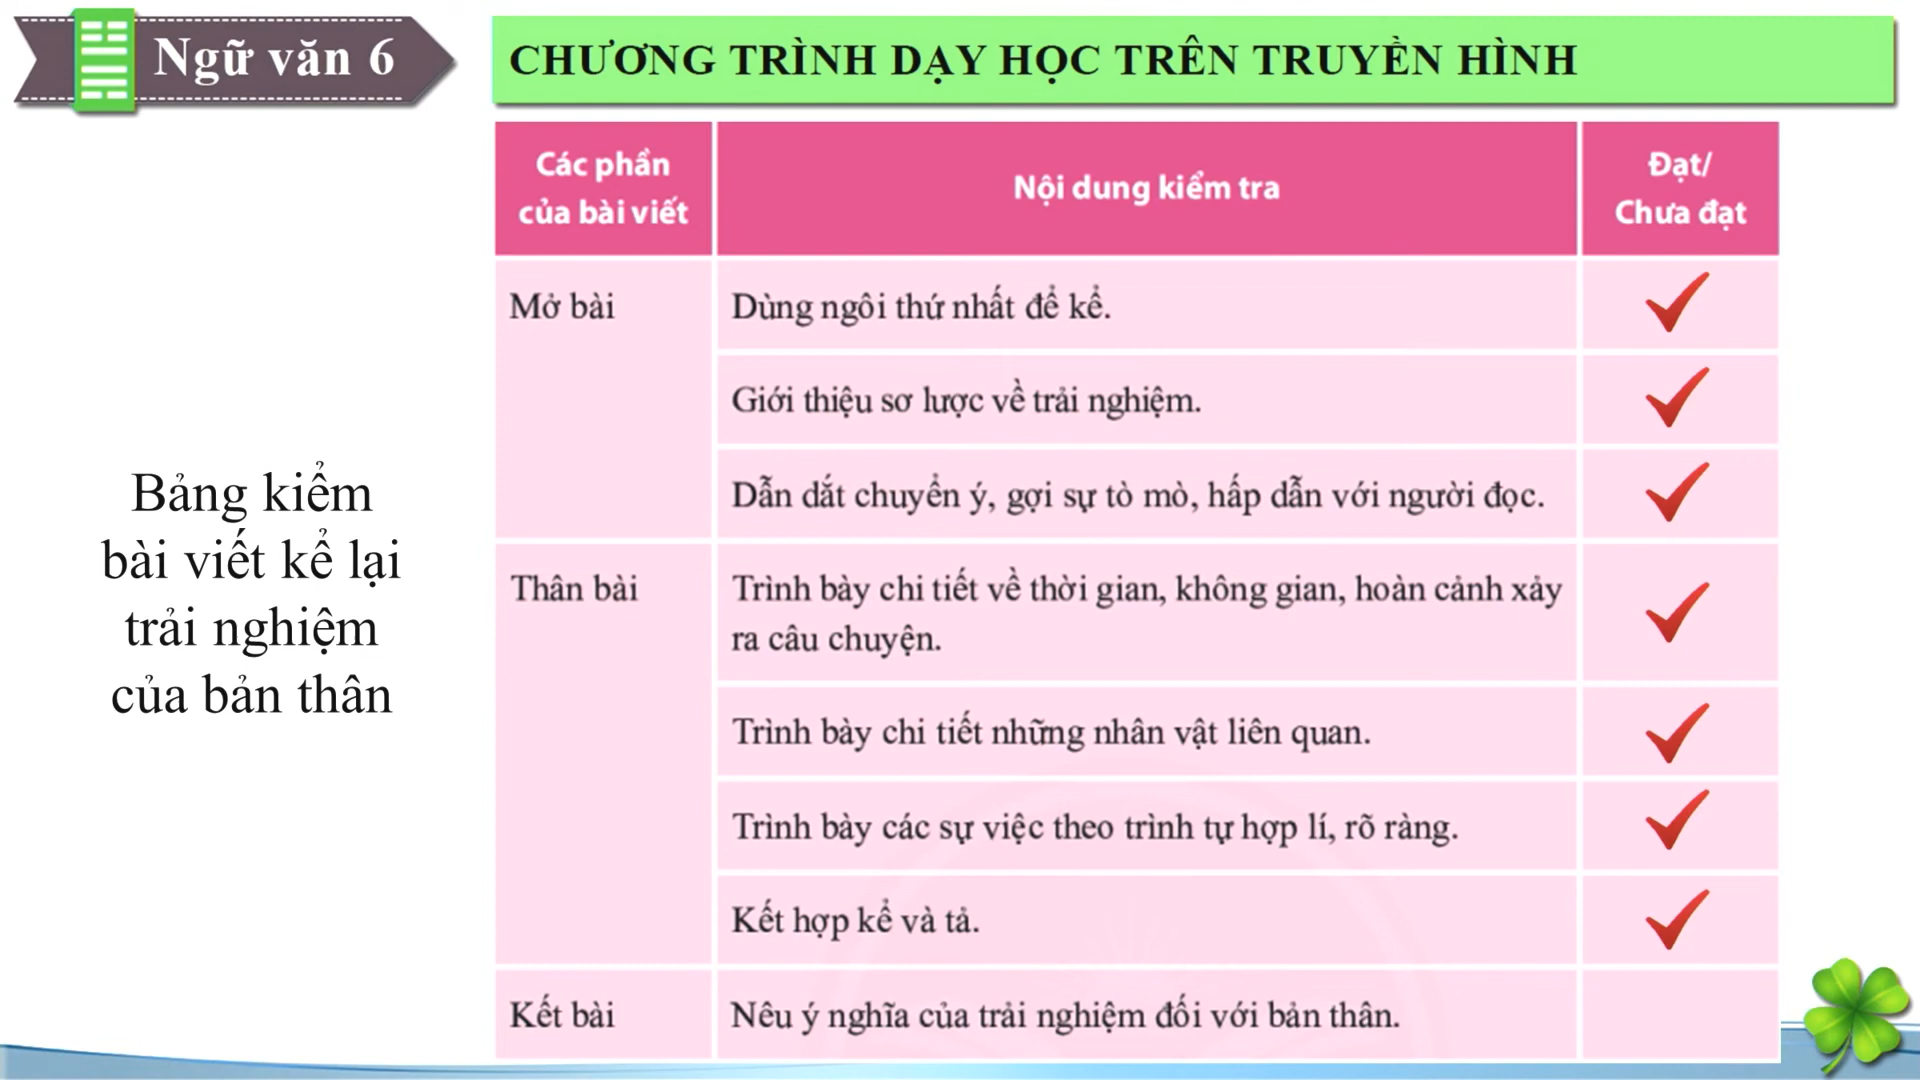 Ngữ văn 6
CHƯƠNG TRÌNH DẠY HỌC TRÊN TRUYỀN HÌNH
Bảng kiểm
bài viết kể lại
trải nghiệm
của bản thân
Các phần
của bài viết
Nội dung kiểm tra
Đạt/
Chưa đạt
Mở bài
Dùng ngôi thứ nhất để kể.
Giới thiệu sơ lược về trải nghiệm.
Dẫn dắt chuyển ý, gợi sự tò mò, hấp dẫn với người đọc.
Thân bài
Trình bày chi tiết về thời gian, không gian, hoàn cảnh xảy
ra câu chuyện.
Trình bày chi tiết những nhân vật liên quan.
Trình bày các sự việc theo trình tự hợp lí, rõ ràng.
Kết hợp kể và tả.
Kết bài
Nêu ý nghĩa của trải nghiệm đối với bản thân.